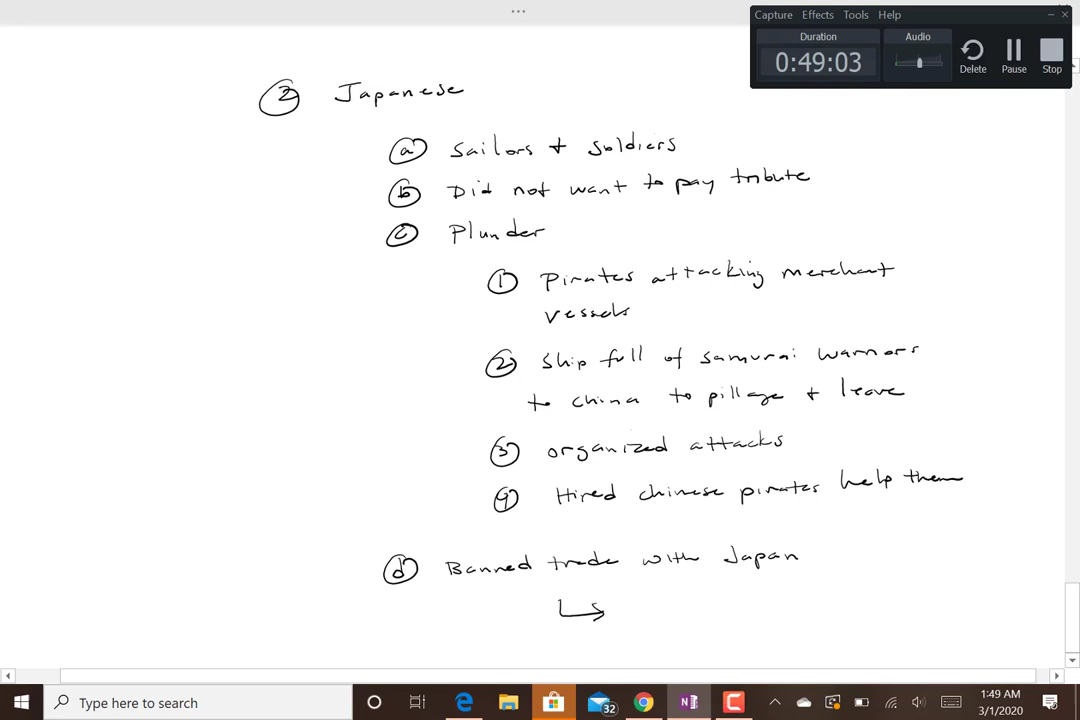 Capture Effects Tools Help
Duration
Audio
0:49:03
Delete Pause Stop
② Japanese
ⓐ Sailors + soldiers
ⓑ Did not want to pay tribute
ⓒ Plunder
① Pirates attacking merchant
vessels
② Ship full of samurai warriors
to china to pillage + leave
③ organized attacks
④ Hired chinese pirates help them
ⓓ Banned trade with Japan
↳
Type here to search
32
1:49 AM
3/1/2020